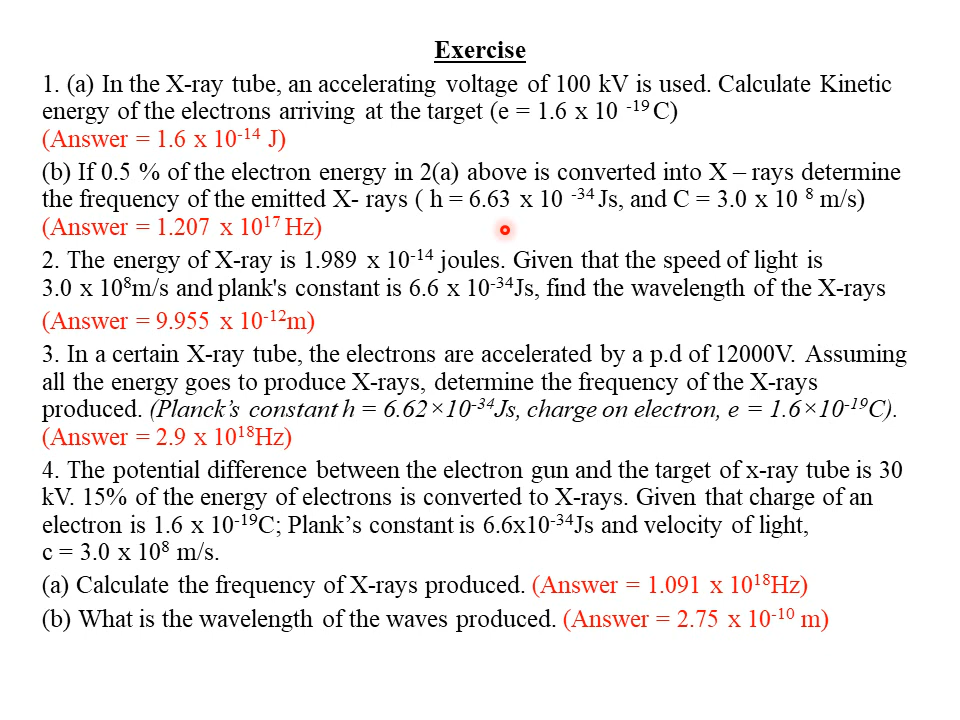 Exercise
1. (a) In the X-ray tube, an accelerating voltage of 100 kV is used. Calculate Kinetic
energy of the electrons arriving at the target (e = 1.6 x 10 ⁻¹⁹ C)
(Answer = 1.6 x 10⁻¹⁴ J)
(b) If 0.5 % of the electron energy in 2(a) above is converted into X – rays determine
the frequency of the emitted X- rays ( h = 6.63 x 10 ⁻³⁴ Js, and C = 3.0 x 10 ⁸ m/s)
(Answer = 1.207 x 10¹⁷ Hz)
2. The energy of X-ray is 1.989 x 10⁻¹⁴ joules. Given that the speed of light is
3.0 x 10⁸m/s and plank's constant is 6.6 x 10⁻³⁴Js, find the wavelength of the X-rays
(Answer = 9.955 x 10⁻¹²m)
3. In a certain X-ray tube, the electrons are accelerated by a p.d of 12000V. Assuming
all the energy goes to produce X-rays, determine the frequency of the X-rays
produced. (Planck’s constant h = 6.62×10⁻³⁴Js, charge on electron, e = 1.6×10⁻¹⁹C).
(Answer = 2.9 x 10¹⁸Hz)
4. The potential difference between the electron gun and the target of x-ray tube is 30
kV. 15% of the energy of electrons is converted to X-rays. Given that charge of an
electron is 1.6 x 10⁻¹⁹C; Plank’s constant is 6.6x10⁻³⁴Js and velocity of light,
c = 3.0 x 10⁸ m/s.
(a) Calculate the frequency of X-rays produced. (Answer = 1.091 x 10¹⁸Hz)
(b) What is the wavelength of the waves produced. (Answer = 2.75 x 10⁻¹⁰ m)